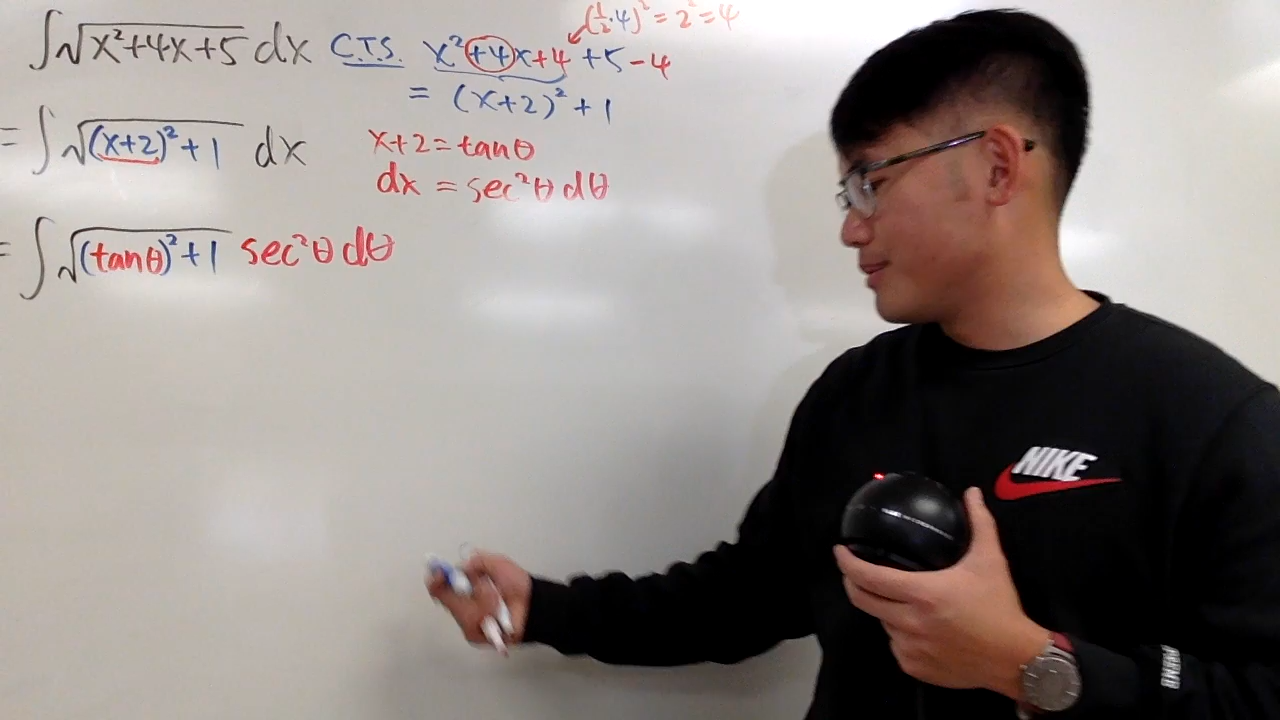 (½·4)² = 2² = 4
∫√x²+4x+5 dx C.T.S. x²+4x+4 +5-4
= (x+2)²+1
= ∫√(x+2)²+1 dx x+2=tanθ
dx = sec²θ dθ
= ∫√(tanθ)²+1 sec²θ dθ
NIKE